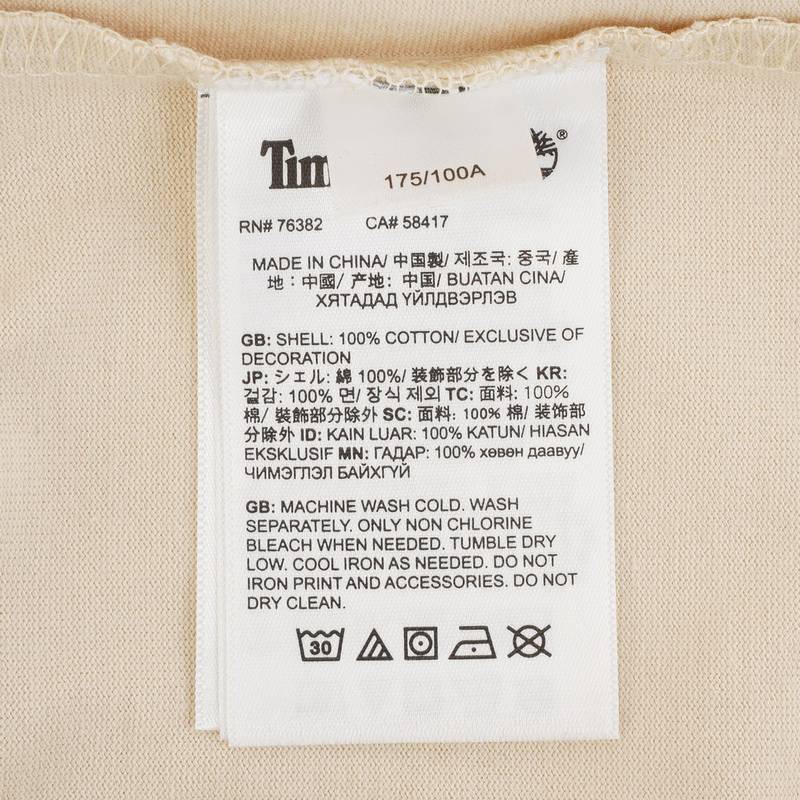 Tim
®
175/100A
RN# 76382 CA# 58417
MADE IN CHINA/ 中国製/ 제조국: 중국/ 產
地：中國/ 产地：中国/ BUATAN CINA/
ХЯТАДАД ҮЙЛДВЭРЛЭВ
GB: SHELL: 100% COTTON/ EXCLUSIVE OF
DECORATION
JP: シェル: 綿 100%/ 装飾部分を除く KR:
겉감: 100% 면/ 장식 제외 TC: 面料: 100%
棉/ 裝飾部分除外 SC: 面料: 100% 棉/ 装饰部
分除外 ID: KAIN LUAR: 100% KATUN/ HIASAN
EKSKLUSIF MN: ГАДАР: 100% хөвөн даавуу/
ЧИМЭГЛЭЛ БАЙХГҮЙ
GB: MACHINE WASH COLD. WASH
SEPARATELY. ONLY NON CHLORINE
BLEACH WHEN NEEDED. TUMBLE DRY
LOW. COOL IRON AS NEEDED. DO NOT
IRON PRINT AND ACCESSORIES. DO NOT
DRY CLEAN.
30